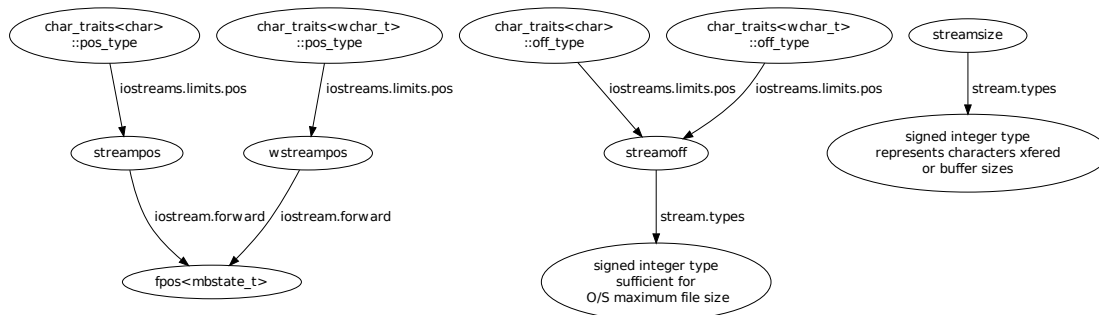 char_traits<char>
::pos_type
char_traits<wchar_t>
::pos_type
char_traits<char>
::off_type
char_traits<wchar_t>
::off_type
streamsize
iostreams.limits.pos
iostreams.limits.pos
iostreams.limits.pos
iostreams.limits.pos
stream.types
streampos
wstreampos
streamoff
signed integer type
represents characters xfered
or buffer sizes
iostream.forward
iostream.forward
stream.types
fpos<mbstate_t>
signed integer type
sufficient for
O/S maximum file size